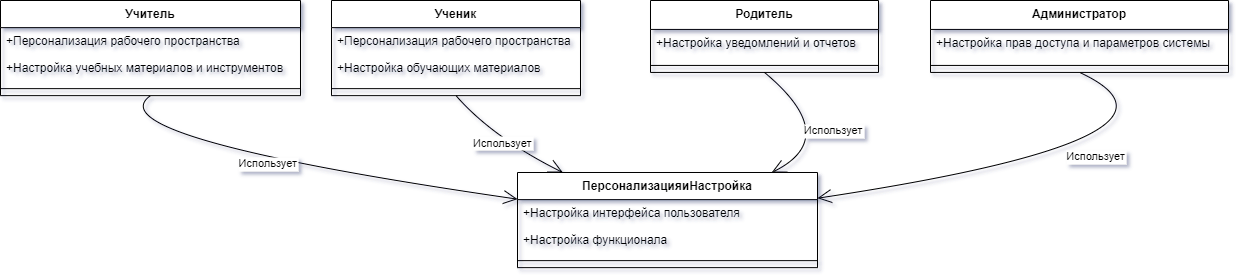 Учитель
+Персонализация рабочего пространства
+Настройка учебных материалов и инструментов
Ученик
+Персонализация рабочего пространства
+Настройка обучающих материалов
Родитель
+Настройка уведомлений и отчетов
Администратор
+Настройка прав доступа и параметров системы
Использует
Использует
Использует
Использует
ПерсонализацияиНастройка
+Настройка интерфейса пользователя
+Настройка функционала